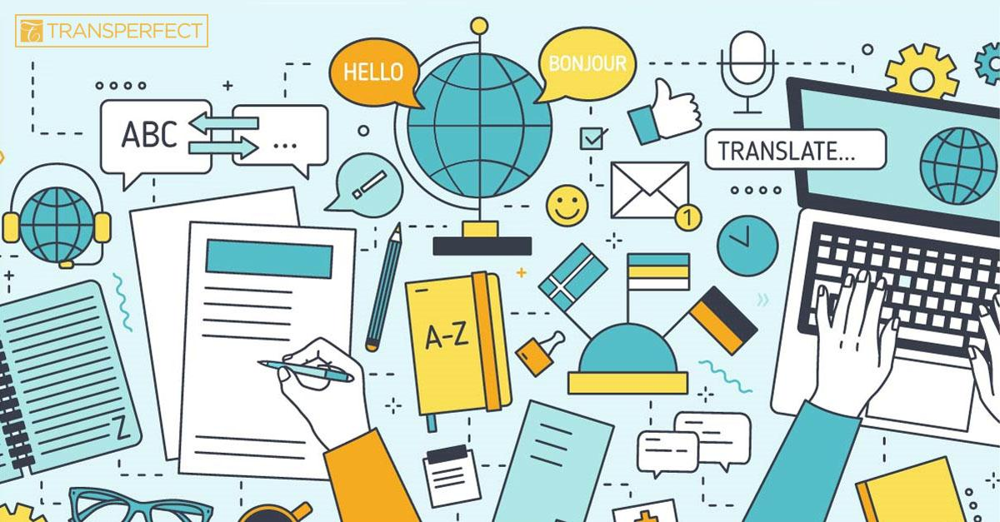 TRANSPERFECT
HELLO
BONJOUR
ABC
...
TRANSLATE...
1
A-Z
Z